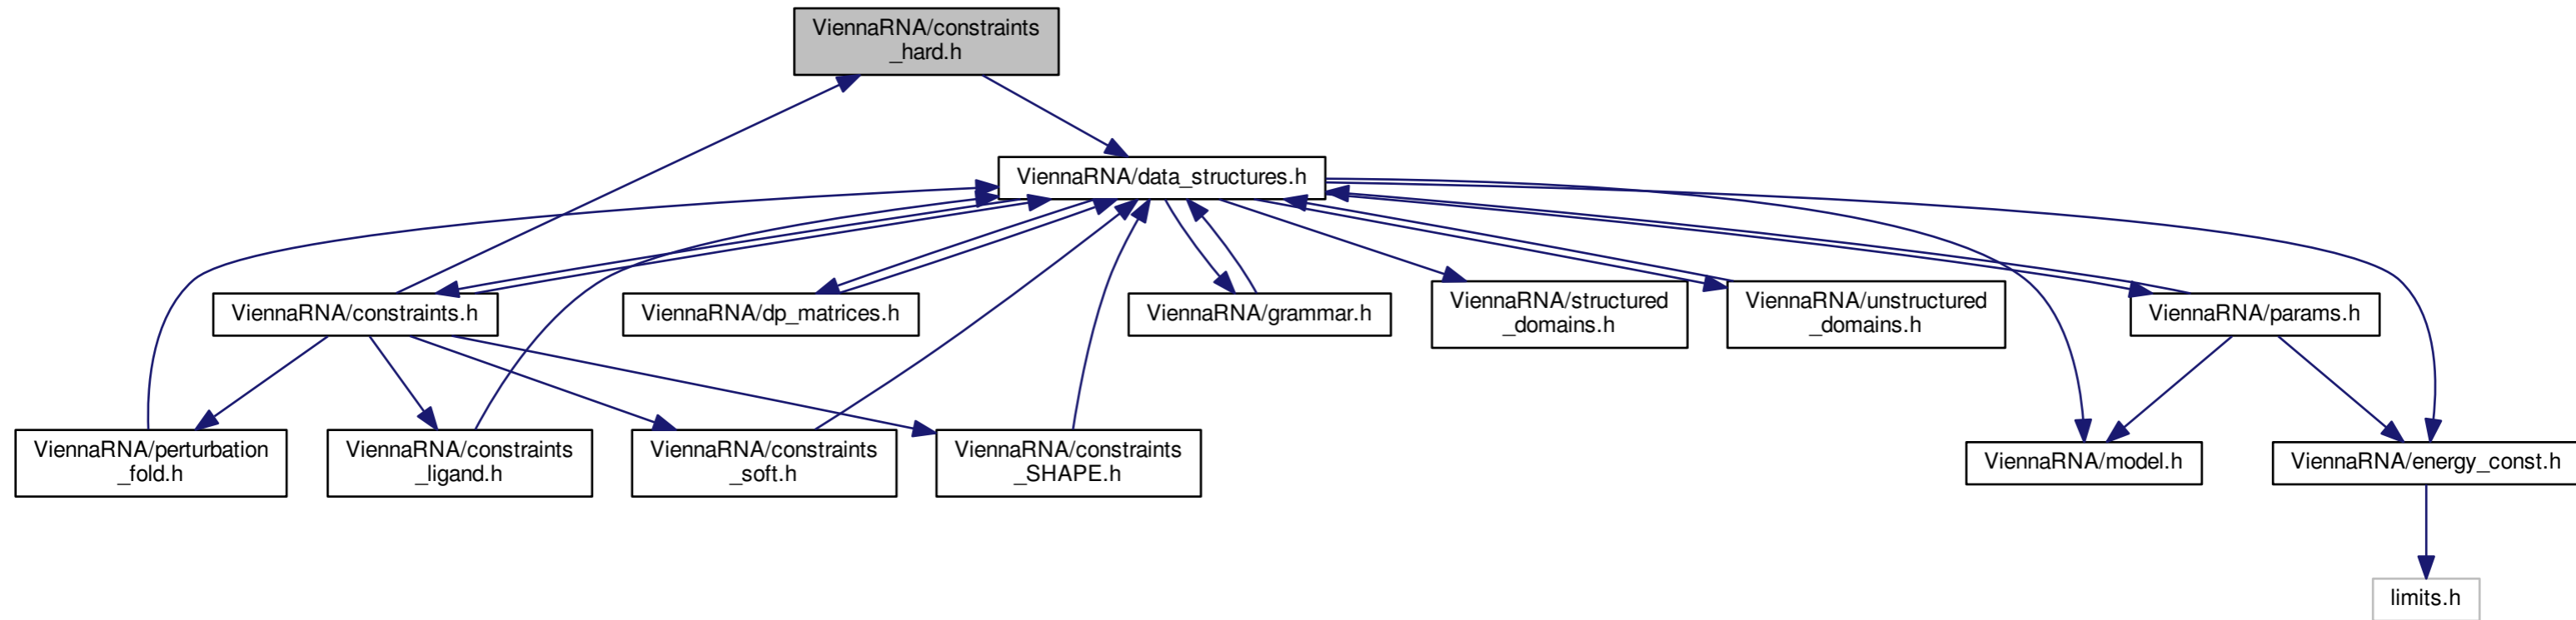 ViennaRNA/constraints
_hard.h
ViennaRNA/data_structures.h
ViennaRNA/constraints.h
ViennaRNA/dp_matrices.h
ViennaRNA/grammar.h
ViennaRNA/structured
_domains.h
ViennaRNA/unstructured
_domains.h
ViennaRNA/params.h
ViennaRNA/perturbation
_fold.h
ViennaRNA/constraints
_ligand.h
ViennaRNA/constraints
_soft.h
ViennaRNA/constraints
_SHAPE.h
ViennaRNA/model.h
ViennaRNA/energy_const.h
limits.h